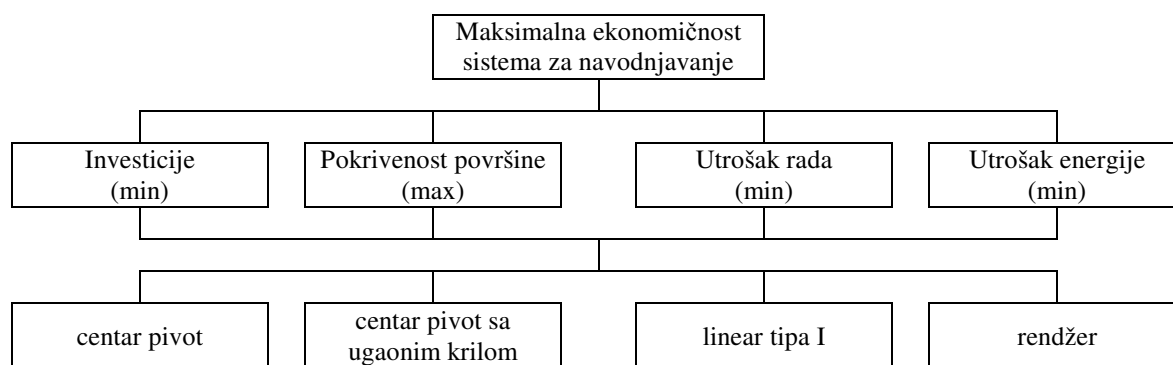 Maksimalna ekonomičnost
sistema za navodnjavanje
Investicije
(min)
Pokrivenost površine
(max)
Utrošak rada
(min)
Utrošak energije
(min)
centar pivot
centar pivot sa
ugaonim krilom
linear tipa I
rendžer